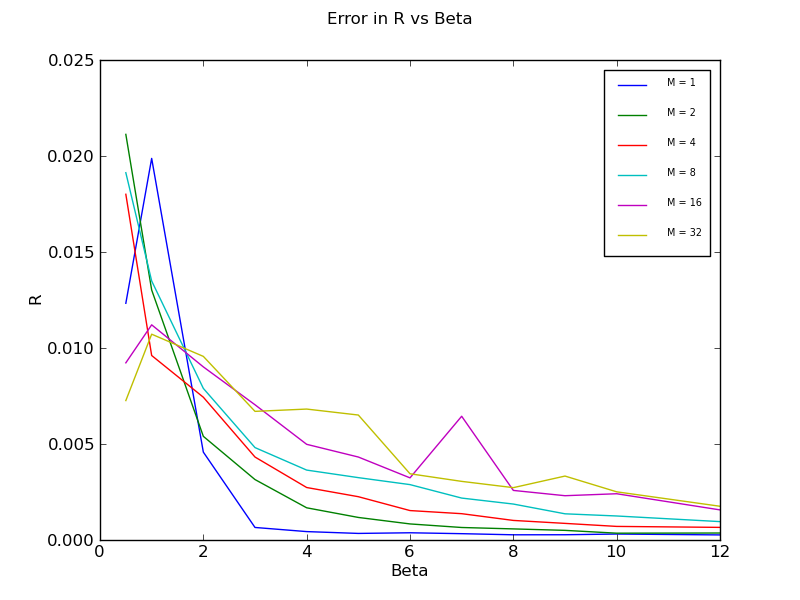 Error in R vs Beta
0.025
0.020
0.015
0.010
0.005
0.000
R
0 2 4 6 8 10 12
Beta
M = 1
M = 2
M = 4
M = 8
M = 16
M = 32